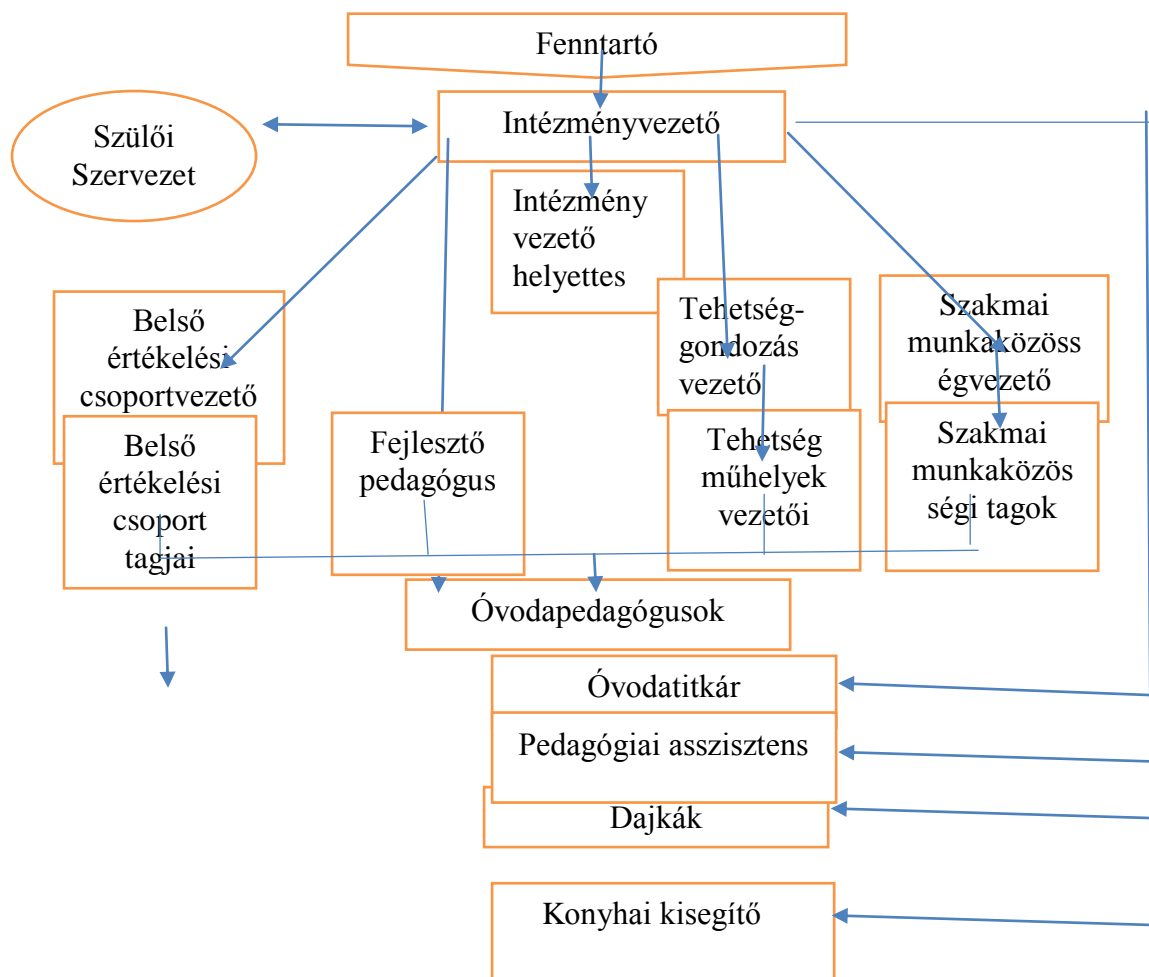 Fenntartó
Intézményvezető
Szülői
Szervezet
Intézmény
vezető
helyettes
Belső
értékelési
csoportvezető
Tehetség-
gondozás
vezető
Szakmai
munkaközöss
égvezető
Belső
értékelési
csoport
tagjai
Fejlesztő
pedagógus
Tehetség
műhelyek
vezetői
Szakmai
munkaközös
ségi tagok
Óvodapedagógusok
Óvodatitkár
Pedagógiai asszisztens
Dajkák
Konyhai kisegítő